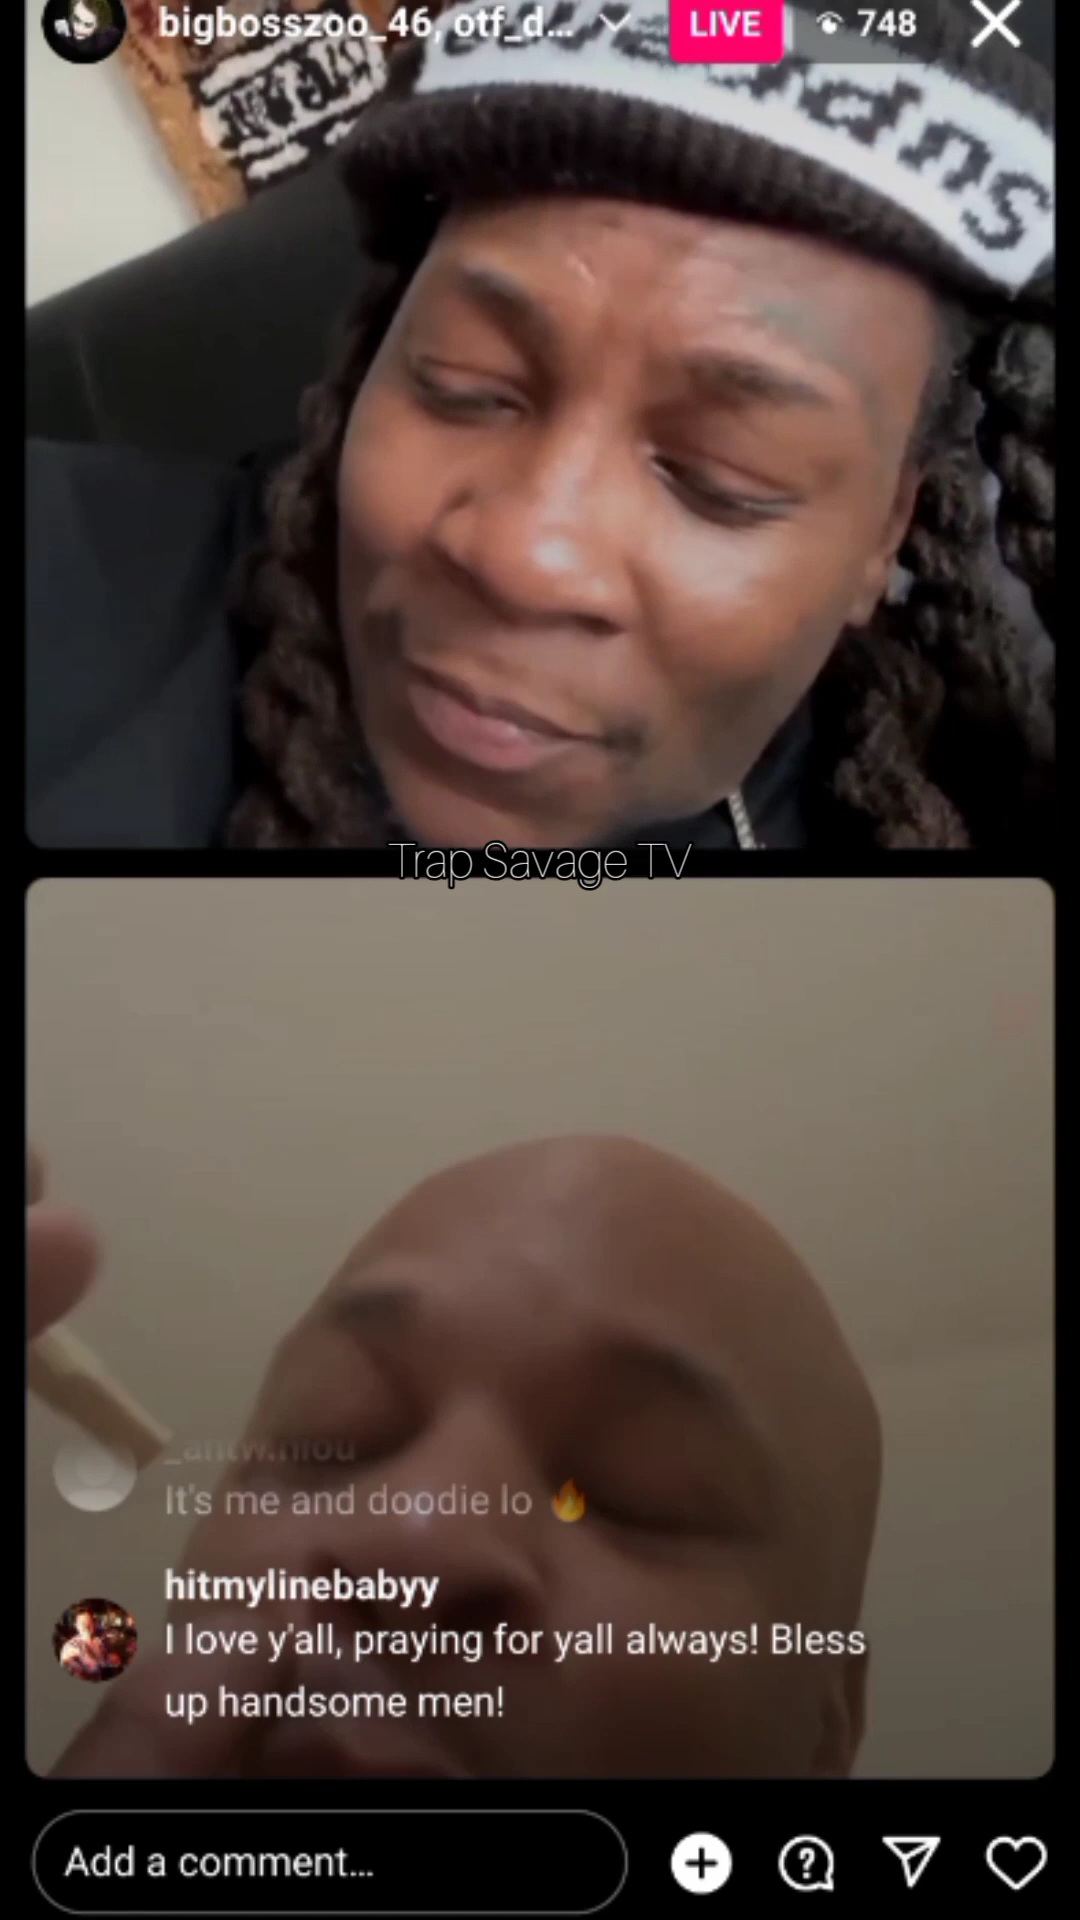 bigbosszoo_46, otf_d...
LIVE
748
Trap Savage TV
It's me and doodie lo 🔥
hitmylinebabyy
I love y'all, praying for yall always! Bless
up handsome men!
Add a comment...